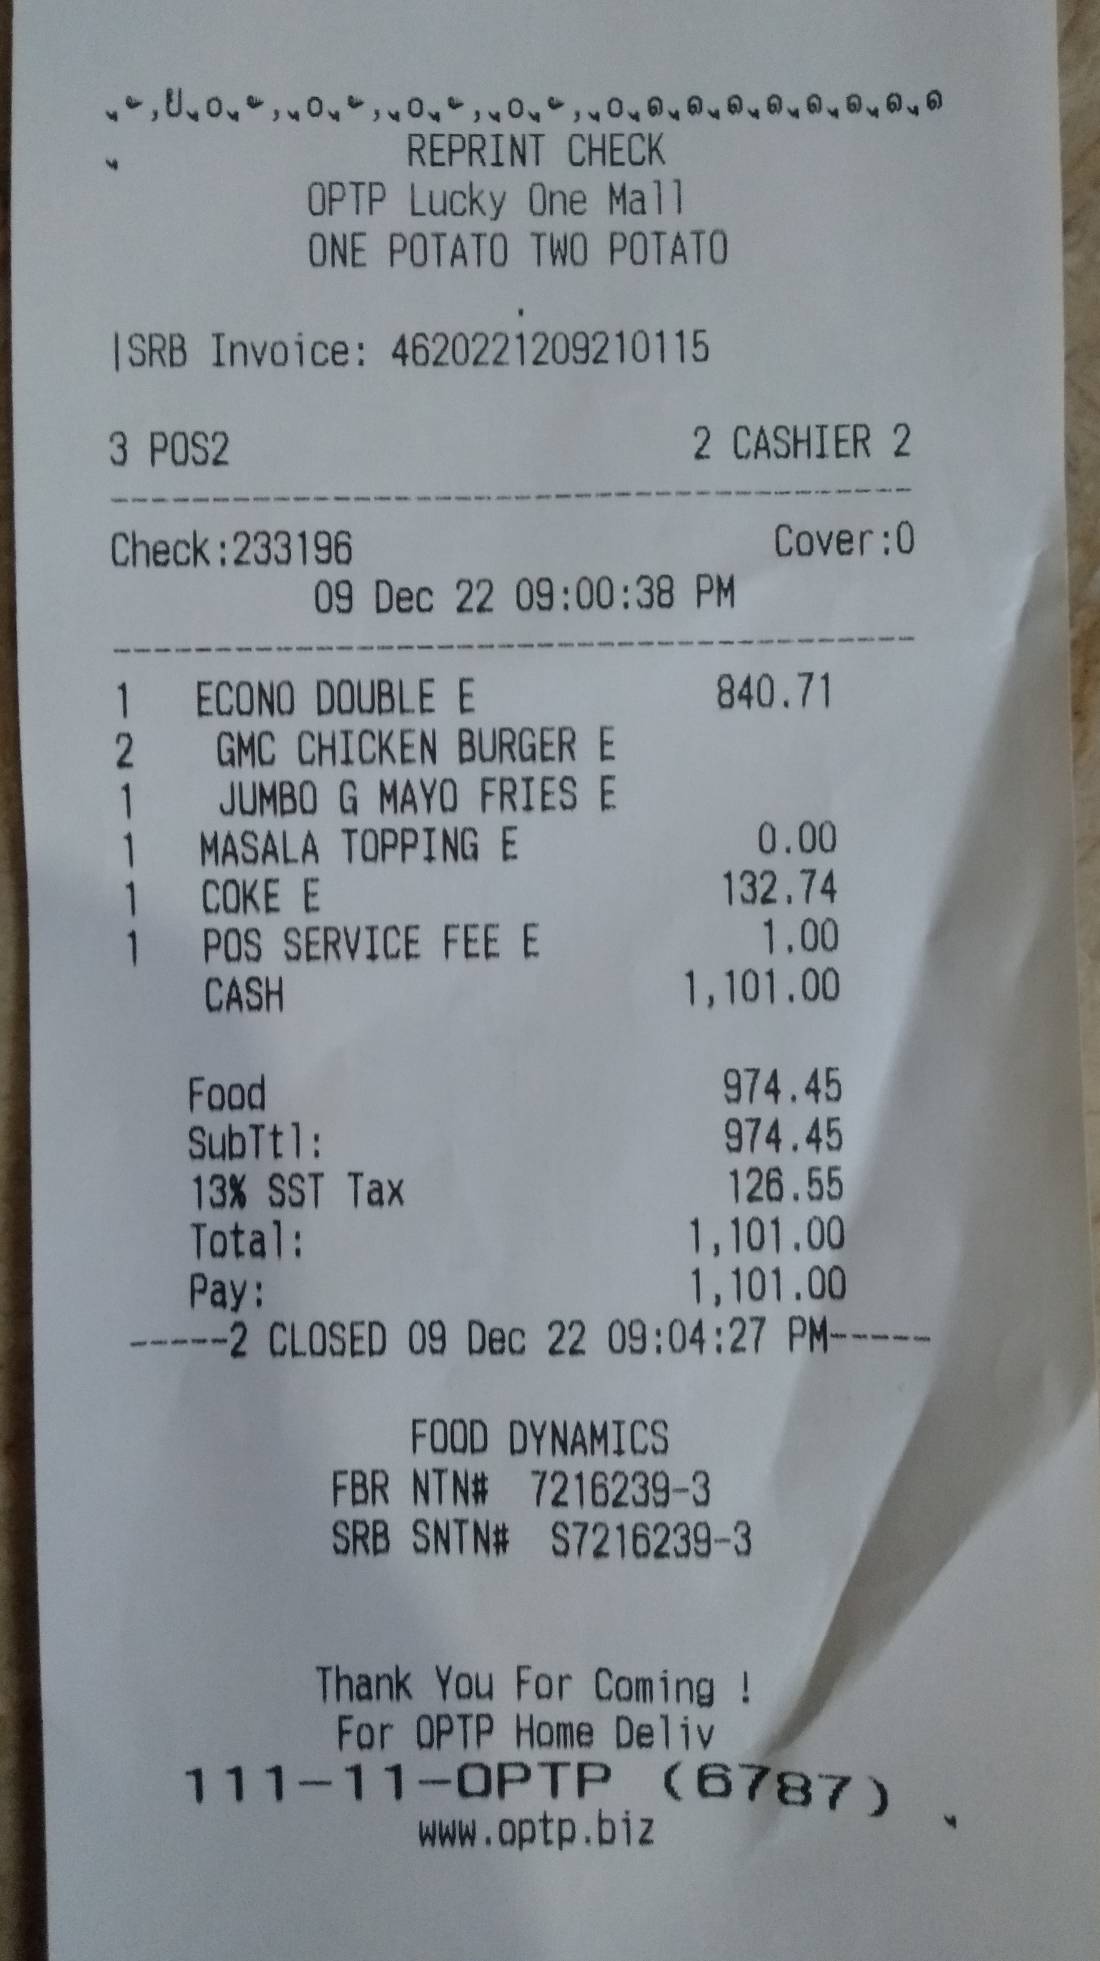 REPRINT CHECK
OPTP Lucky One Mall
ONE POTATO TWO POTATO
|SRB Invoice: 4620221209210115
3 POS2 2 CASHIER 2
Check:233196 Cover:0
09 Dec 22 09:00:38 PM
1 ECONO DOUBLE E 840.71
2 GMC CHICKEN BURGER E
1 JUMBO G MAYO FRIES E
1 MASALA TOPPING E 0.00
1 COKE E 132.74
1 POS SERVICE FEE E 1.00
CASH 1,101.00
Food 974.45
SubTtl: 974.45
13% SST Tax 126.55
Total: 1,101.00
Pay: 1,101.00
-----2 CLOSED 09 Dec 22 09:04:27 PM-----
FOOD DYNAMICS
FBR NTN# 7216239-3
SRB SNTN# S7216239-3
Thank You For Coming !
For OPTP Home Deliv
111-11-OPTP (6787)
www.optp.biz